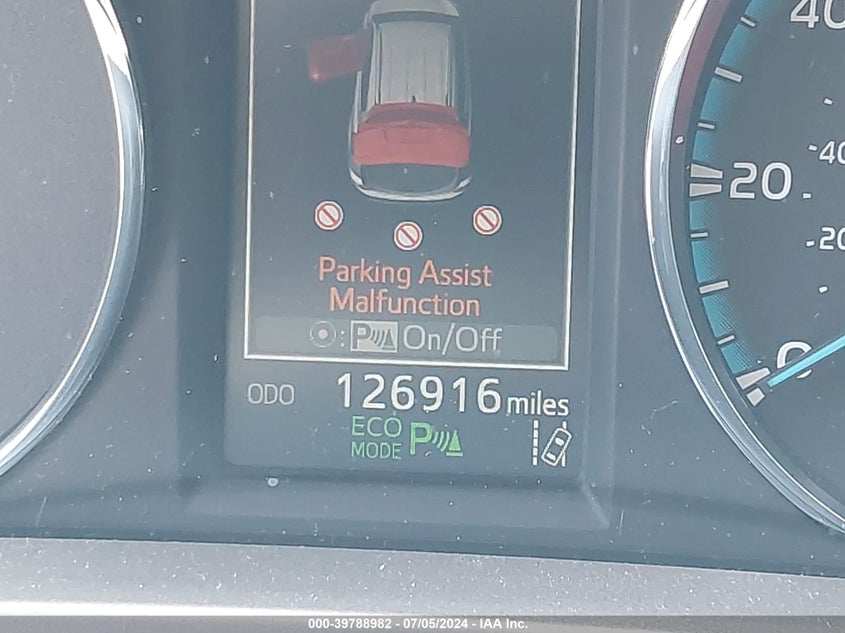 40
-40
20
-20
0
Parking Assist
Malfunction
: P On/Off
ODO 126916 miles
ECO
MODE P
000-39788982 - 07/05/2024 - IAA Inc.